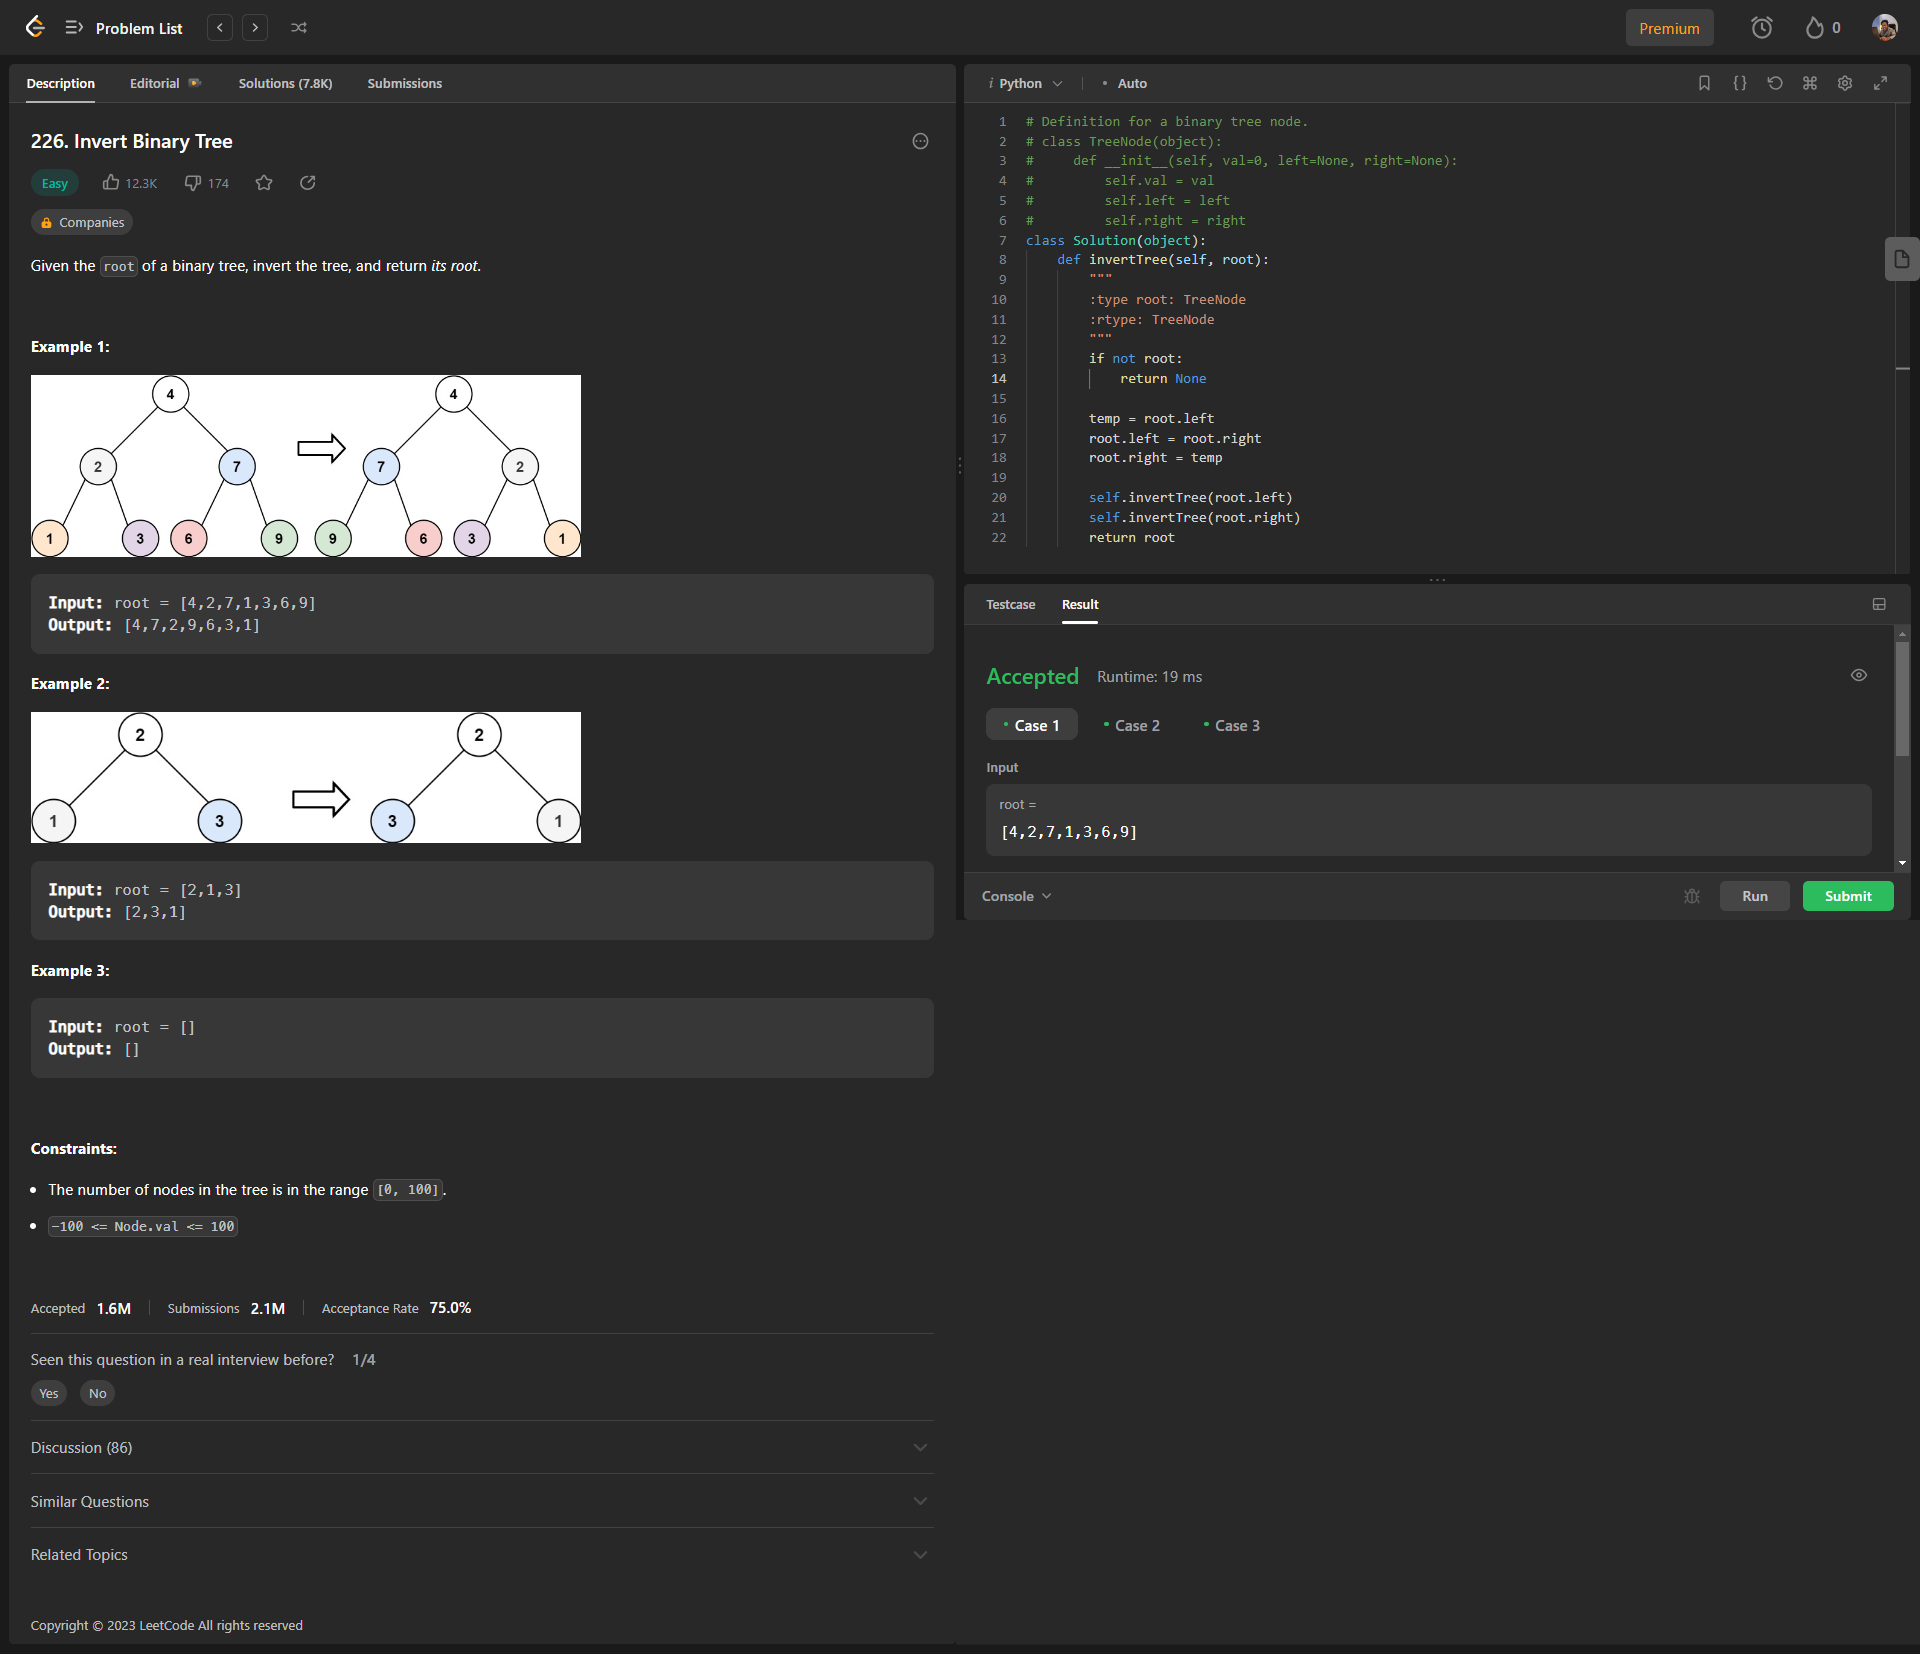 Problem List
Premium
0
Description Editorial Solutions (7.8K) Submissions
226. Invert Binary Tree
Easy 12.3K 174
Companies
Given the root of a binary tree, invert the tree, and return its root.
Example 1:
4 4
2 7 7 2
1 3 6 9 9 6 3 1
Input: root = [4,2,7,1,3,6,9]
Output: [4,7,2,9,6,3,1]
Example 2:
2 2
1 3 3 1
Input: root = [2,1,3]
Output: [2,3,1]
Example 3:
Input: root = []
Output: []
Constraints:
• The number of nodes in the tree is in the range [0, 100].
• -100 <= Node.val <= 100
Accepted 1.6M Submissions 2.1M Acceptance Rate 75.0%
Seen this question in a real interview before? 1/4
Yes No
Discussion (86)
Similar Questions
Related Topics
Copyright © 2023 LeetCode All rights reserved
i Python • Auto
1 # Definition for a binary tree node.
2 # class TreeNode(object):
3 #     def __init__(self, val=0, left=None, right=None):
4 #         self.val = val
5 #         self.left = left
6 #         self.right = right
7 class Solution(object):
8     def invertTree(self, root):
9         """
10         :type root: TreeNode
11         :rtype: TreeNode
12         """
13         if not root:
14             return None
15
16         temp = root.left
17         root.left = root.right
18         root.right = temp
19
20         self.invertTree(root.left)
21         self.invertTree(root.right)
22         return root
Testcase Result
Accepted Runtime: 19 ms
• Case 1 • Case 2 • Case 3
Input
root =
[4,2,7,1,3,6,9]
Console Run Submit